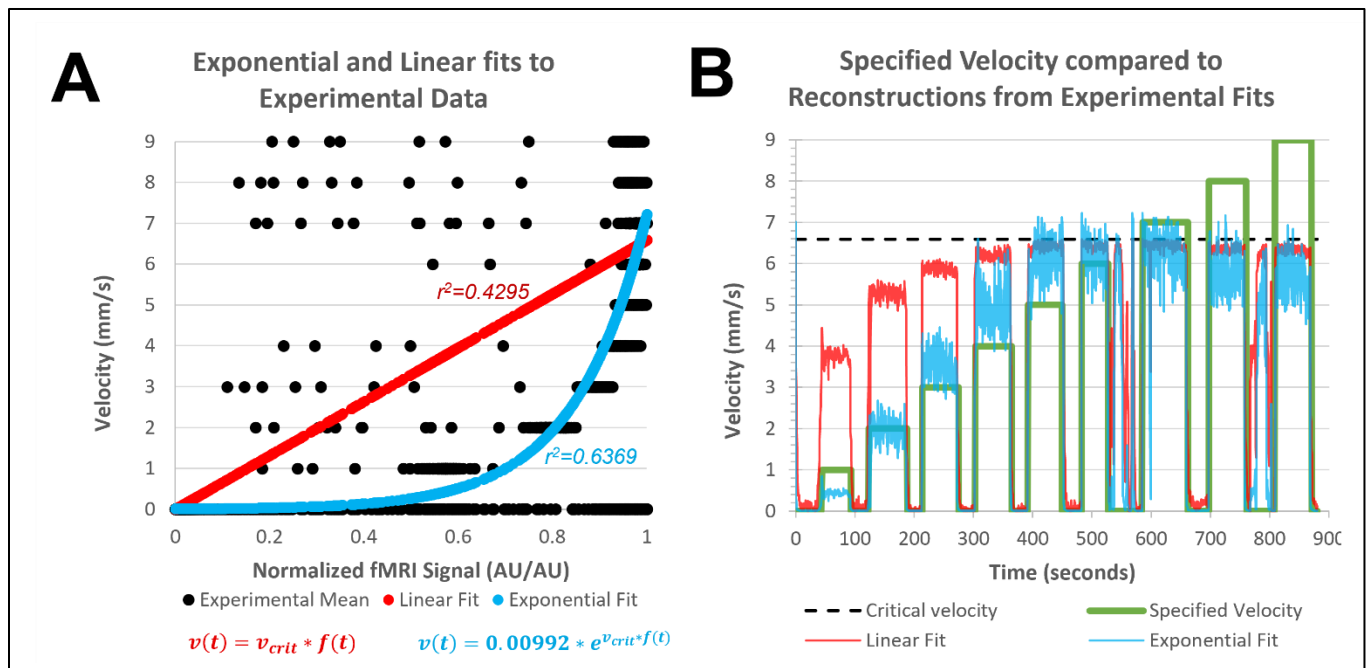 A
Exponential and Linear fits to
Experimental Data
9
8
7
6
5
4
3
2
1
0
Velocity (mm/s)
r²=0.4295
r²=0.6369
0
0.2
0.4
0.6
0.8
1
Normalized fMRI Signal (AU/AU)
Experimental Mean
Linear Fit
Exponential Fit
v(t) = v_crit * f(t)
v(t) = 0.00992 * e^(v_crit*f(t))
B
Specified Velocity compared to
Reconstructions from Experimental Fits
9
8
7
6
5
4
3
2
1
0
Velocity (mm/s)
0
100
200
300
400
500
600
700
800
900
Time (seconds)
Critical velocity
Specified Velocity
Linear Fit
Exponential Fit